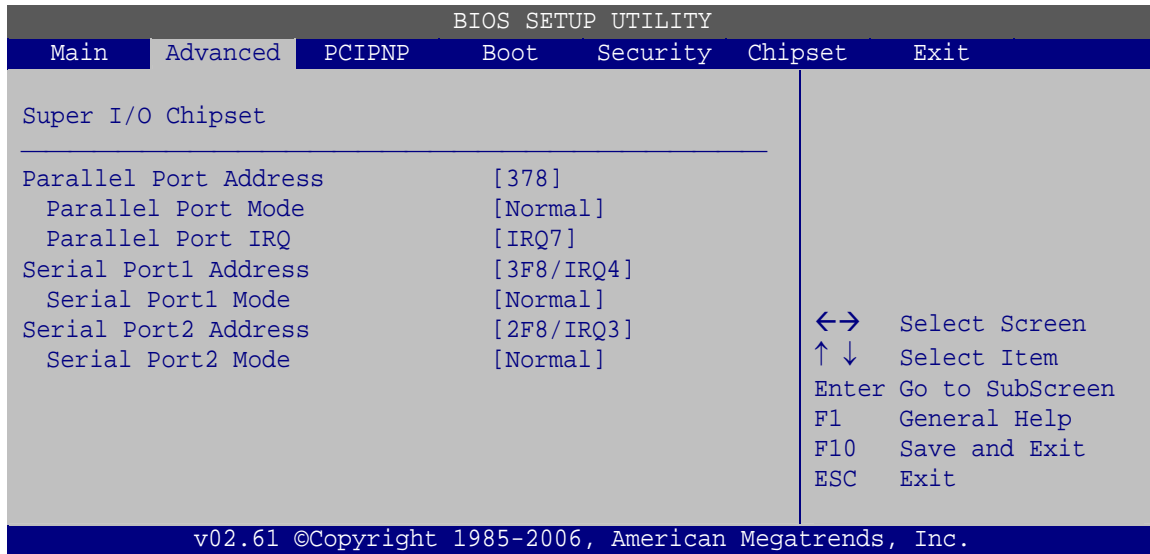 BIOS SETUP UTILITY
Main Advanced PCIPNP Boot Security Chipset Exit
Super I/O Chipset
Parallel Port Address [378]
Parallel Port Mode [Normal]
Parallel Port IRQ [IRQ7]
Serial Port1 Address [3F8/IRQ4]
Serial Port1 Mode [Normal]
Serial Port2 Address [2F8/IRQ3]
Serial Port2 Mode [Normal]
←→ Select Screen
↑ ↓ Select Item
Enter Go to SubScreen
F1 General Help
F10 Save and Exit
ESC Exit
v02.61 ©Copyright 1985-2006, American Megatrends, Inc.